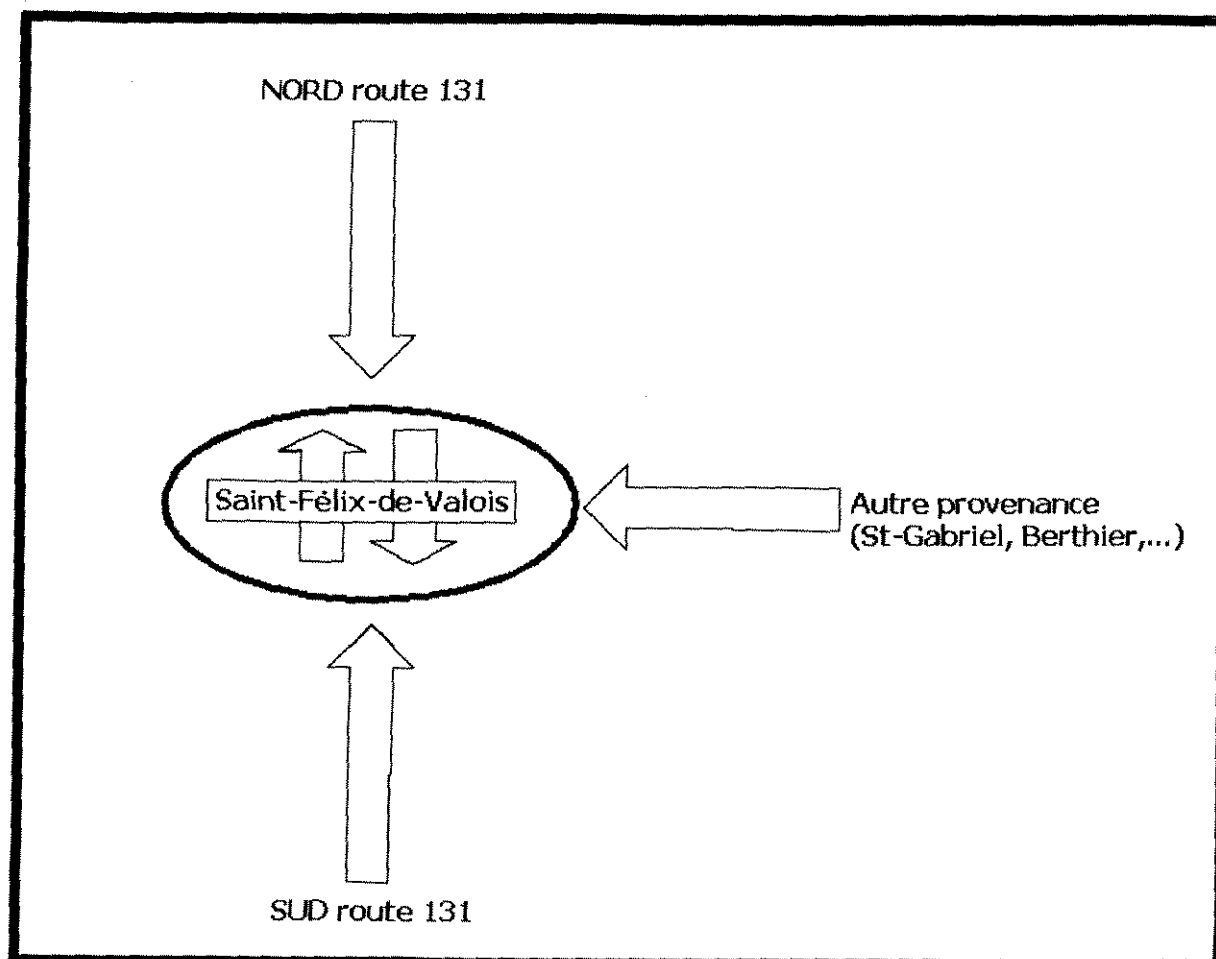 NORD route 131
Saint-Félix-de-Valois
Autre provenance
(St-Gabriel, Berthier,...)
SUD route 131